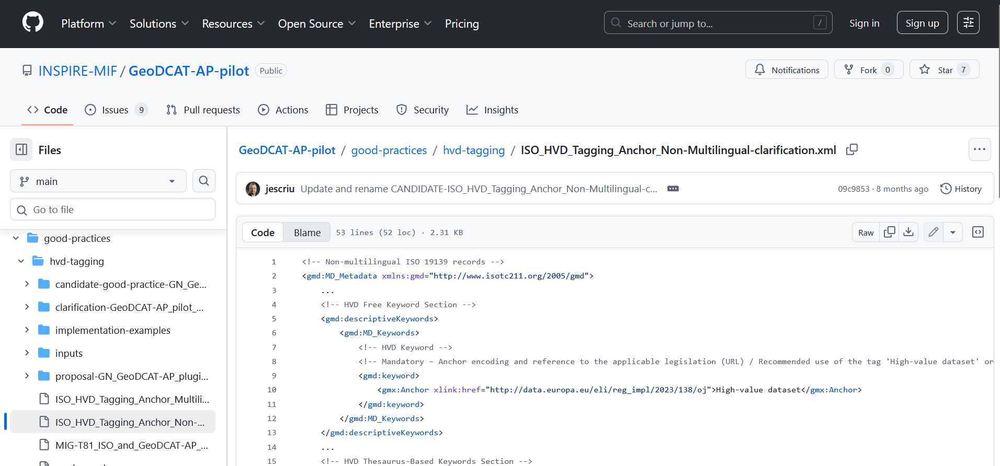 Platform Solutions Resources Open Source Enterprise Pricing Search or jump to... / Sign in Sign up
INSPIRE-MIF / GeoDCAT-AP-pilot Public Notifications Fork 0 Star 7
Code Issues 9 Pull requests Actions Projects Security Insights
Files
main
Go to file
good-practices
hvd-tagging
candidate-good-practice-GN_Ge...
clarification-GeoDCAT-AP_pilot_...
implementation-examples
inputs
proposal-GN_GeoDCAT-AP_plugi...
ISO_HVD_Tagging_Anchor_Multili...
ISO_HVD_Tagging_Anchor_Non-...
MIG-T81_ISO_and_GeoDCAT-AP_...
GeoDCAT-AP-pilot / good-practices / hvd-tagging / ISO_HVD_Tagging_Anchor_Non-Multilingual-clarification.xml
jescriu Update and rename CANDIDATE-ISO_HVD_Tagging_Anchor_Non-Multilingual-c... 09c9853 · 8 months ago History
Code Blame 53 lines (52 loc) · 2.31 KB Raw
1 <!-- Non-multilingual ISO 19139 records -->
2 <gmd:MD_Metadata xmlns:gmd="http://www.isotc211.org/2005/gmd">
3 ...
4 <!-- HVD Free Keyword Section -->
5 <gmd:descriptiveKeywords>
6 <gmd:MD_Keywords>
7 <!-- HVD Keyword -->
8 <!-- Mandatory – Anchor encoding and reference to the applicable legislation (URL) / Recommended use of the tag 'High-value dataset' or
9 <gmd:keyword>
10 <gmx:Anchor xlink:href="http://data.europa.eu/eli/reg_impl/2023/138/oj">High-value dataset</gmx:Anchor>
11 </gmd:keyword>
12 </gmd:MD_Keywords>
13 </gmd:descriptiveKeywords>
14 ...
15 <!-- HVD Thesaurus-Based Keywords Section -->